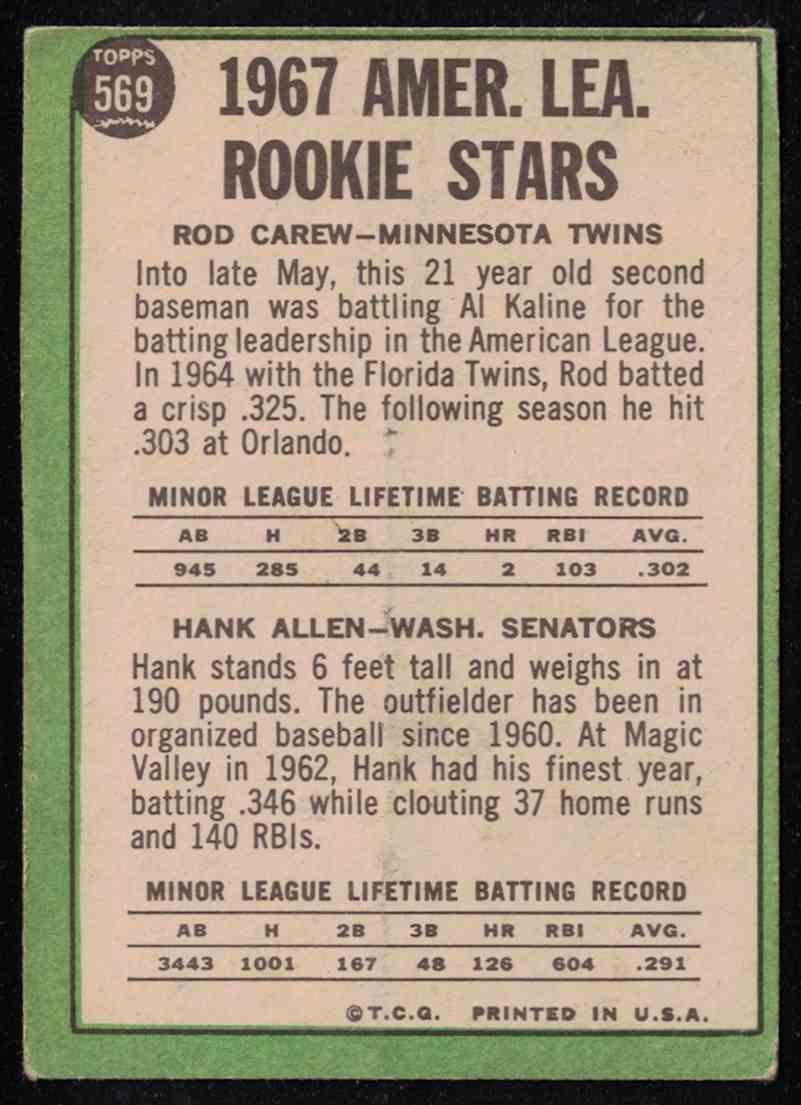 TOPPS
569
1967 AMER. LEA.
ROOKIE STARS
ROD CAREW–MINNESOTA TWINS
Into late May, this 21 year old second
baseman was battling Al Kaline for the
batting leadership in the American League.
In 1964 with the Florida Twins, Rod batted
a crisp .325. The following season he hit
.303 at Orlando.
MINOR LEAGUE LIFETIME BATTING RECORD
AB H 2B 3B HR RBI AVG.
945 285 44 14 2 103 .302
HANK ALLEN–WASH. SENATORS
Hank stands 6 feet tall and weighs in at
190 pounds. The outfielder has been in
organized baseball since 1960. At Magic
Valley in 1962, Hank had his finest year,
batting .346 while clouting 37 home runs
and 140 RBIs.
MINOR LEAGUE LIFETIME BATTING RECORD
AB H 2B 3B HR RBI AVG.
3443 1001 167 48 126 604 .291
©T.C.G. PRINTED IN U.S.A.